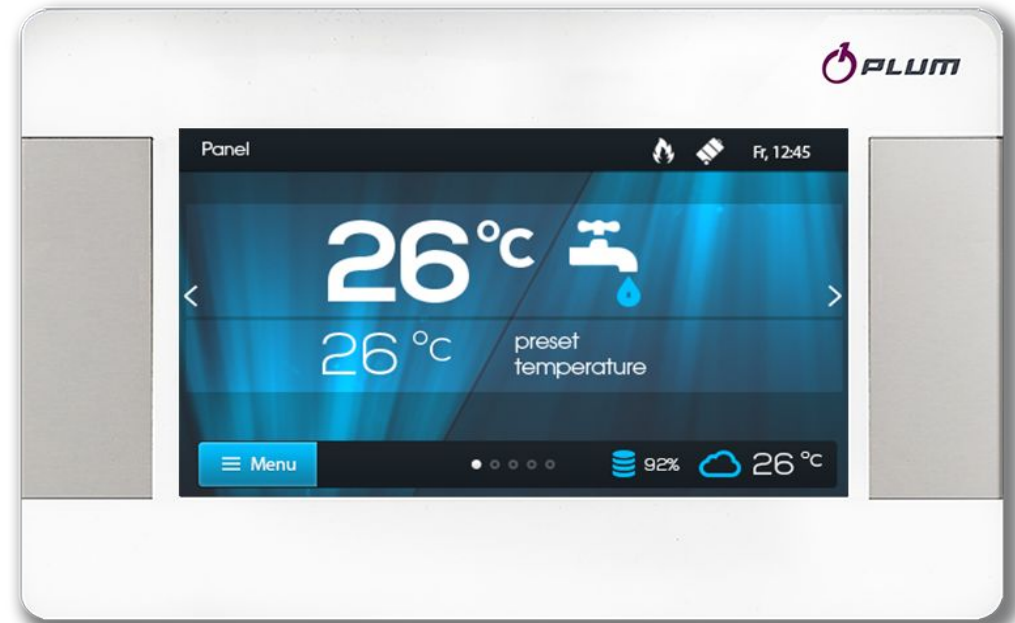 PLUM
Panel
Fr, 12:45
26°C
26 °C
preset
temperature
Menu
92%
26 °C